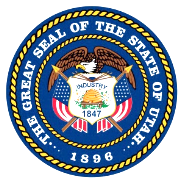 THE GREAT SEAL OF THE STATE OF UTAH
INDUSTRY
1847
1896